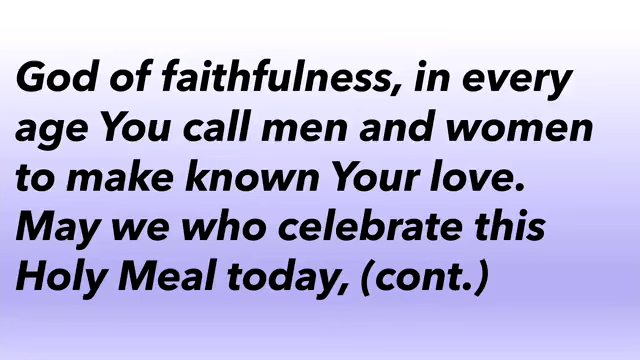 God of faithfulness, in every
age You call men and women
to make known Your love.
May we who celebrate this
Holy Meal today, (cont.)